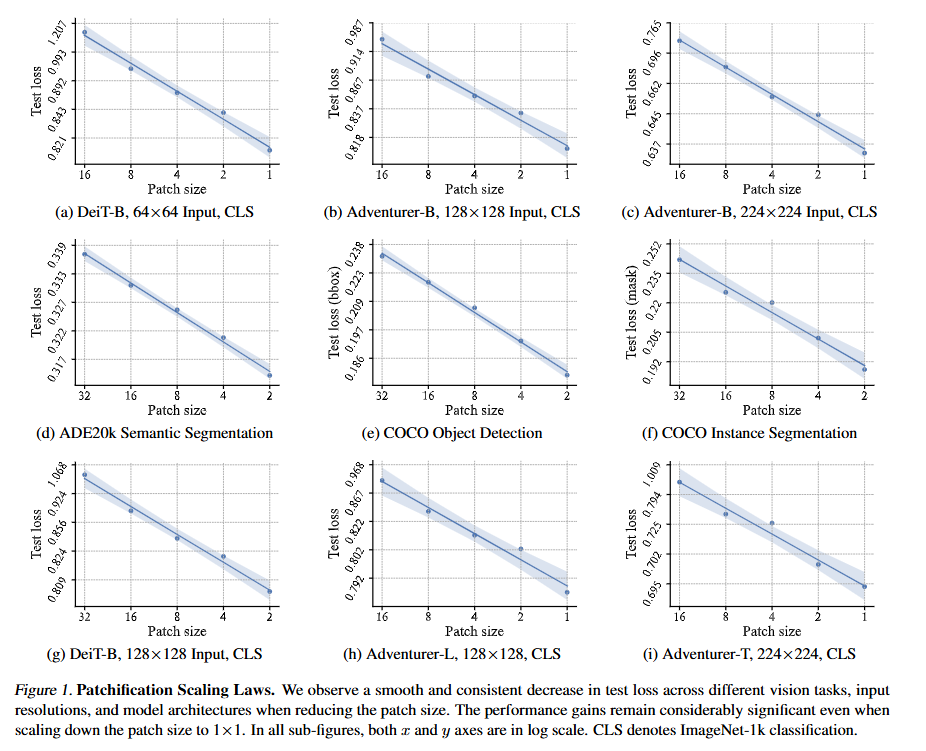 1.207
0.993
0.892
0.843
0.821
Test loss
16 8 4 2 1
Patch size
(a) DeiT-B, 64×64 Input, CLS
0.987
0.914
0.867
0.837
0.818
Test loss
16 8 4 2 1
Patch size
(b) Adventurer-B, 128×128 Input, CLS
0.765
0.696
0.662
0.645
0.637
Test loss
16 8 4 2 1
Patch size
(c) Adventurer-B, 224×224 Input, CLS
0.339
0.333
0.327
0.322
0.317
Test loss
32 16 8 4 2
Patch size
(d) ADE20k Semantic Segmentation
0.238
0.223
0.209
0.197
0.186
Test loss (bbox)
32 16 8 4 2
Patch size
(e) COCO Object Detection
0.252
0.235
0.22
0.205
0.192
Test loss (mask)
32 16 8 4 2
Patch size
(f) COCO Instance Segmentation
1.068
0.924
0.856
0.824
0.809
Test loss
32 16 8 4 2
Patch size
(g) DeiT-B, 128×128 Input, CLS
0.968
0.867
0.822
0.802
0.792
Test loss
16 8 4 2 1
Patch size
(h) Adventurer-L, 128×128, CLS
1.009
0.794
0.725
0.702
0.695
Test loss
16 8 4 2 1
Patch size
(i) Adventurer-T, 224×224, CLS
Figure 1. Patchification Scaling Laws. We observe a smooth and consistent decrease in test loss across different vision tasks, input
resolutions, and model architectures when reducing the patch size. The performance gains remain considerably significant even when
scaling down the patch size to 1×1. In all sub-figures, both x and y axes are in log scale. CLS denotes ImageNet-1k classification.